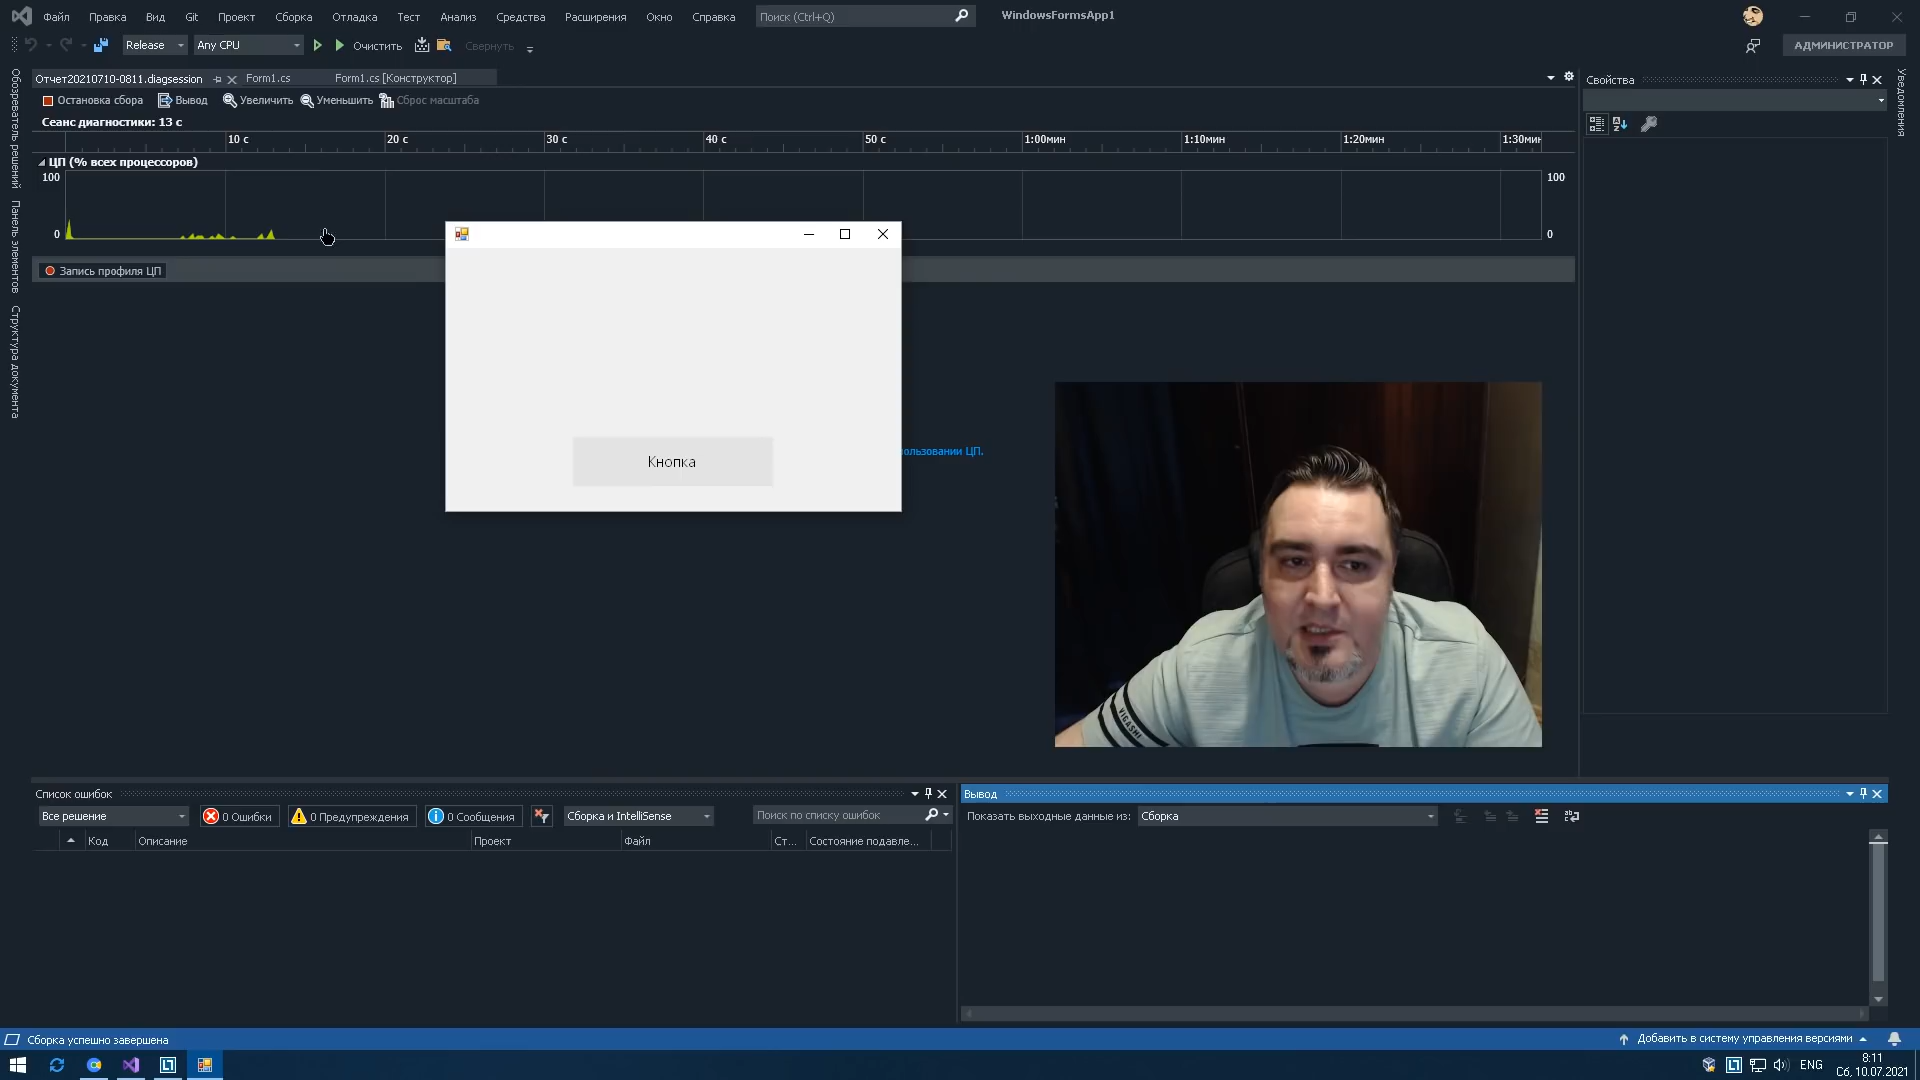 Файл Правка Вид Git Проект Сборка Отладка Тест Анализ Средства Расширения Окно Справка Поиск (Ctrl+Q) WindowsFormsApp1
Release Any CPU Очистить Свернуть АДМИНИСТРАТОР
Обозреватель решений
Панель элементов
Структура документа
Отчет20210710-0811.diagsession Form1.cs Form1.cs [Конструктор]
Остановка сбора Вывод Увеличить Уменьшить Сброс масштаба
Сеанс диагностики: 13 с
10 с 20 с 30 с 40 с 50 с 1:00мин 1:10мин 1:20мин 1:30мин
ЦП (% всех процессоров)
100 100
0 0
Запись профиля ЦП
Кнопка
ользовании ЦП.
VIGASHI
Свойства
Уведомления
Список ошибок
Все решение 0 Ошибки 0 Предупреждения 0 Сообщения Сборка и IntelliSense Поиск по списку ошибок
Код Описание Проект Файл Ст... Состояние подавле...
Вывод
Показать выходные данные из: Сборка
Сборка успешно завершена Добавить в систему управления версиями
ENG 8:11
Сб, 10.07.2021